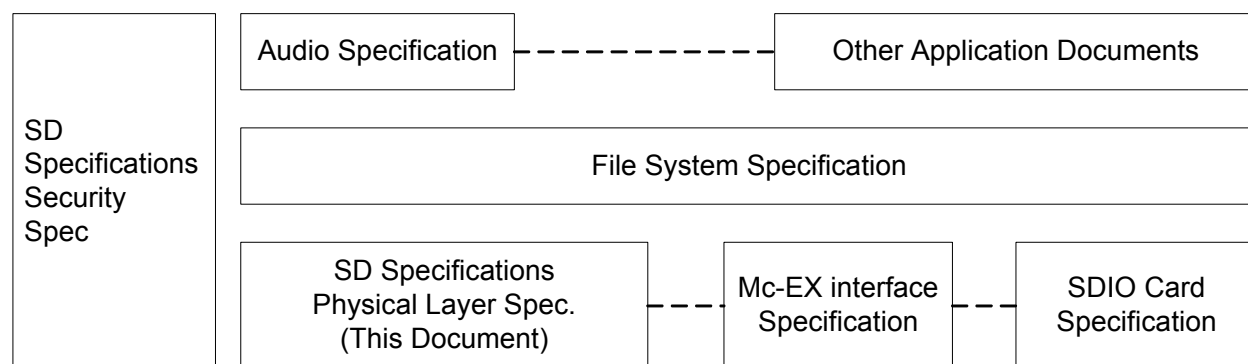 SD
Specifications
Security
Spec
Audio Specification
Other Application Documents
File System Specification
SD Specifications
Physical Layer Spec.
(This Document)
Mc-EX interface
Specification
SDIO Card
Specification